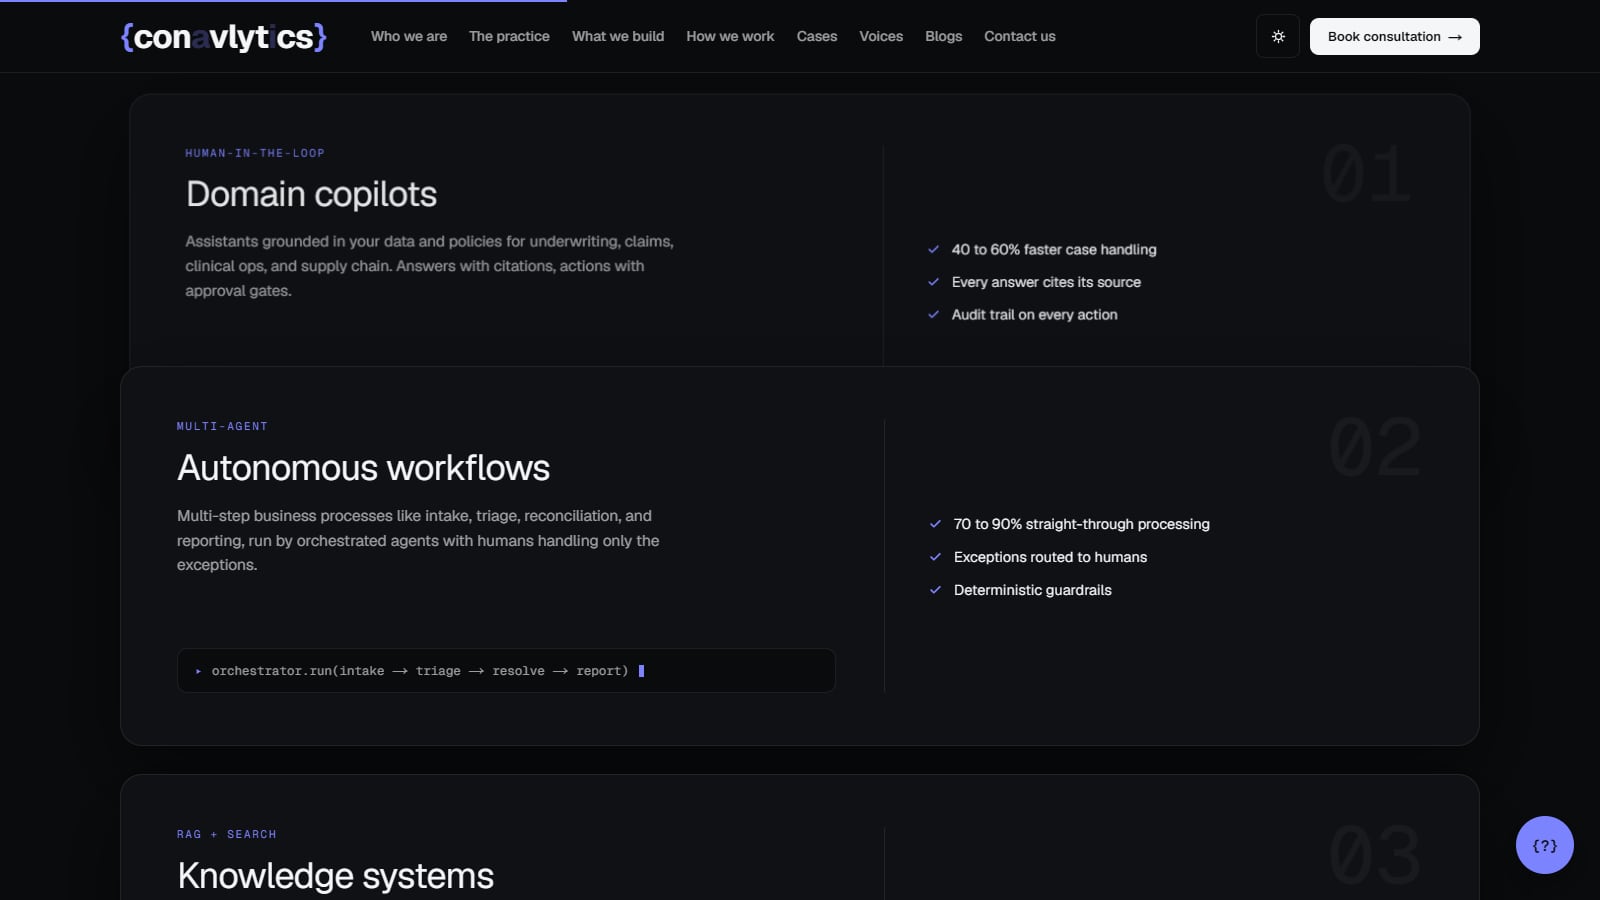 {conavlytics}
Who we are
The practice
What we build
How we work
Cases
Voices
Blogs
Contact us
Book consultation →
HUMAN-IN-THE-LOOP
01
Domain copilots
Assistants grounded in your data and policies for underwriting, claims,
clinical ops, and supply chain. Answers with citations, actions with
approval gates.
✓ 40 to 60% faster case handling
✓ Every answer cites its source
✓ Audit trail on every action
MULTI-AGENT
02
Autonomous workflows
Multi-step business processes like intake, triage, reconciliation, and
reporting, run by orchestrated agents with humans handling only the
exceptions.
✓ 70 to 90% straight-through processing
✓ Exceptions routed to humans
✓ Deterministic guardrails
▸ orchestrator.run(intake → triage → resolve → report)
RAG + SEARCH
03
Knowledge systems
{?}